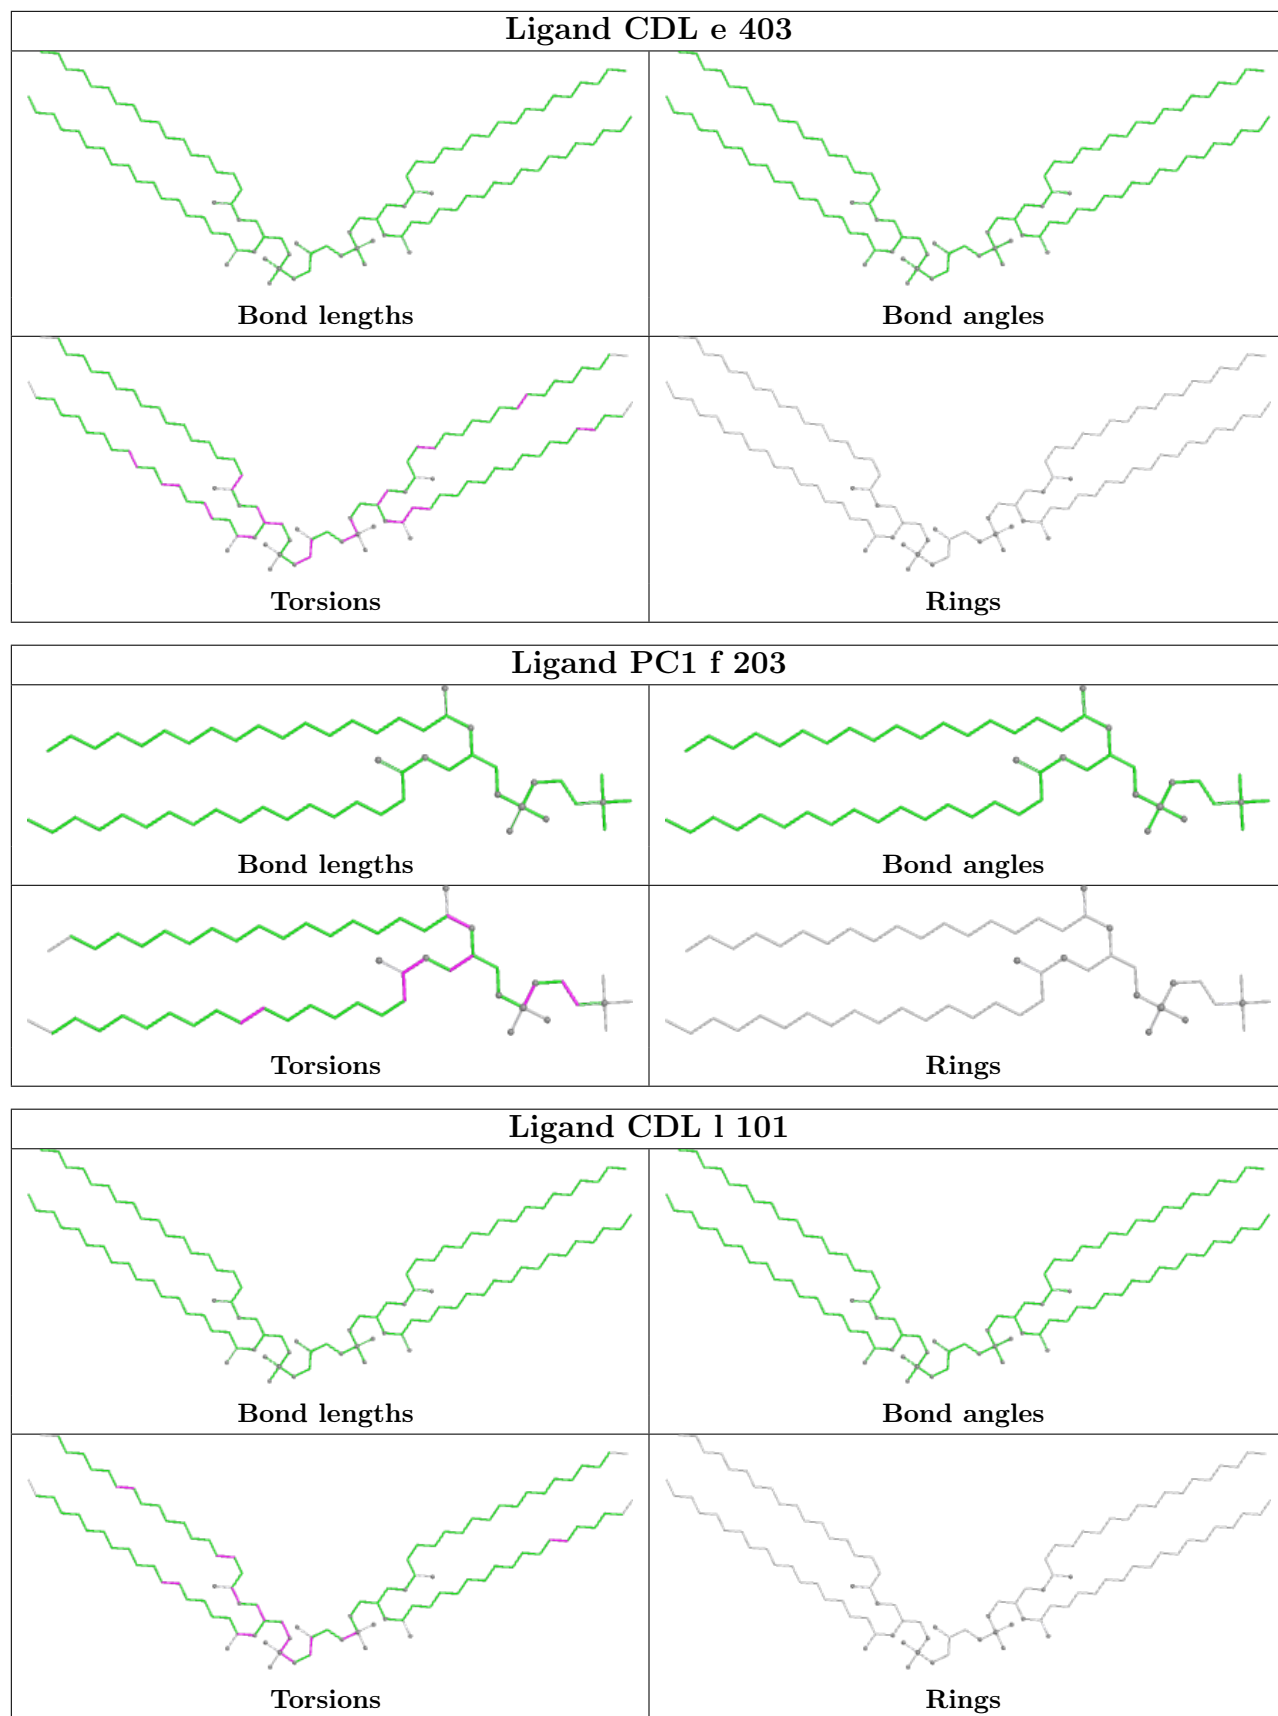 Ligand CDL e 403
Bond lengths
Bond angles
Torsions
Rings
Ligand PC1 f 203
Bond lengths
Bond angles
Torsions
Rings
Ligand CDL l 101
Bond lengths
Bond angles
Torsions
Rings